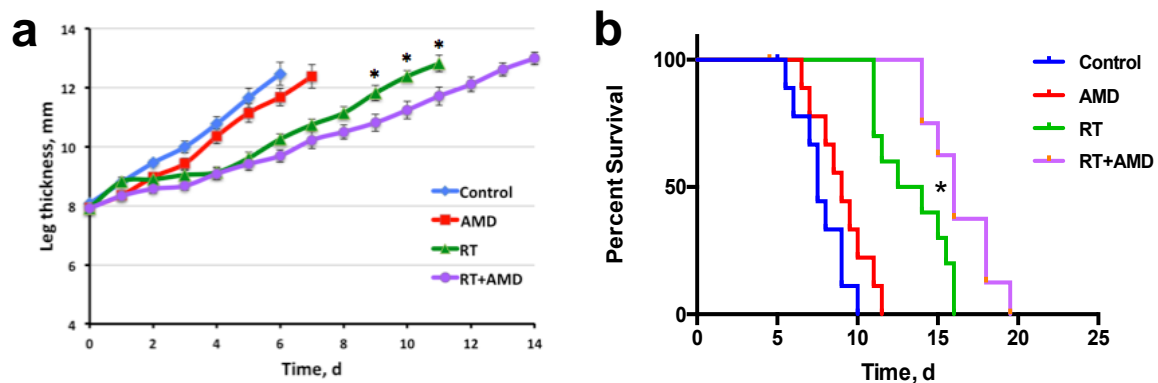 a
Leg thickness, mm
14
12
10
8
6
4
0 2 4 6 8 10 12 14
Time, d
* * *
Control
AMD
RT
RT+AMD
b
Percent Survival
100
50
0
0 5 10 15 20 25
Time, d
*
Control
AMD
RT
RT+AMD